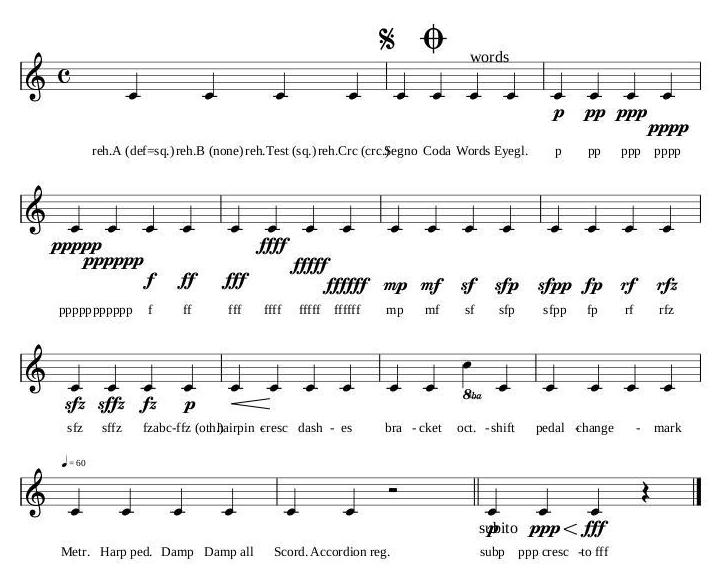 words
p pp ppp pppp
reh.A (def=sq.) reh.B (none) reh.Test (sq.) reh.Crc (crc.) Segno Coda Words Eyegl. p pp ppp pppp
ppppp pppppp f ff fff ffff fffff ffffff mp mf sf sfp sfpp fp rf rfz
ppppp pppppp f ff fff ffff fffff ffffff mp mf sf sfp sfpp fp rf rfz
sfz sffz fz p 8ba
sfz sffz fz abc-ffz (oth.) hairpin - cresc dash - es bra - cket oct. - shift pedal - change - mark
= 60
subito p ppp fff
Metr. Harp ped. Damp Damp all Scord. Accordion reg. subp ppp cresc - to fff